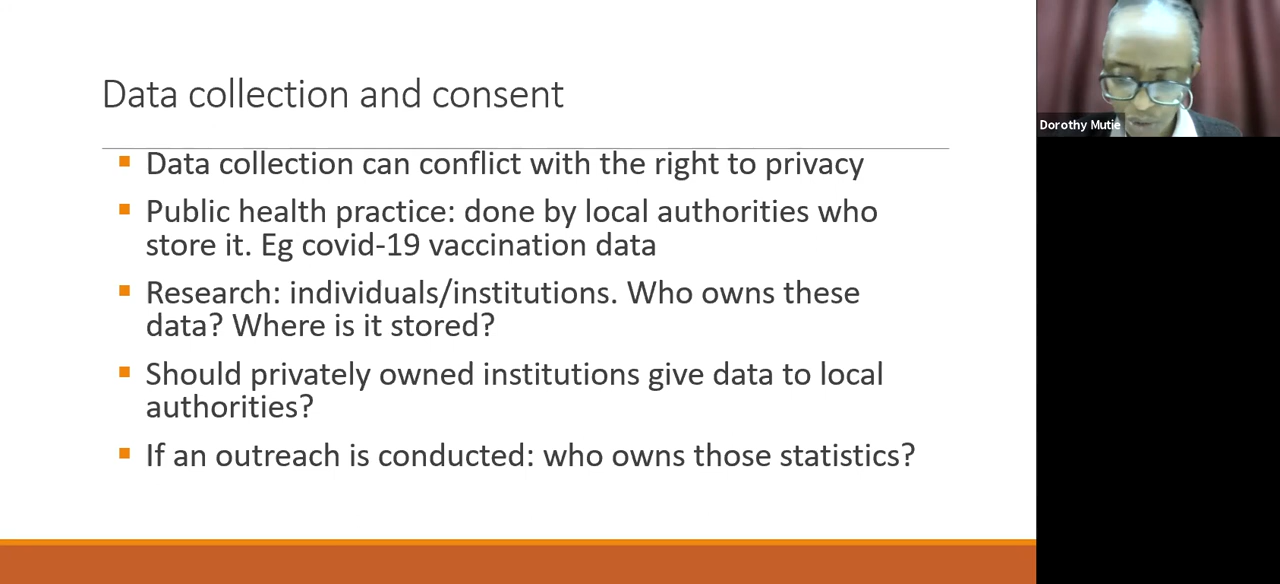 Data collection and consent
Data collection can conflict with the right to privacy
Public health practice: done by local authorities who
store it. Eg covid-19 vaccination data
Research: individuals/institutions. Who owns these
data? Where is it stored?
Should privately owned institutions give data to local
authorities?
If an outreach is conducted: who owns those statistics?
Dorothy Mutie